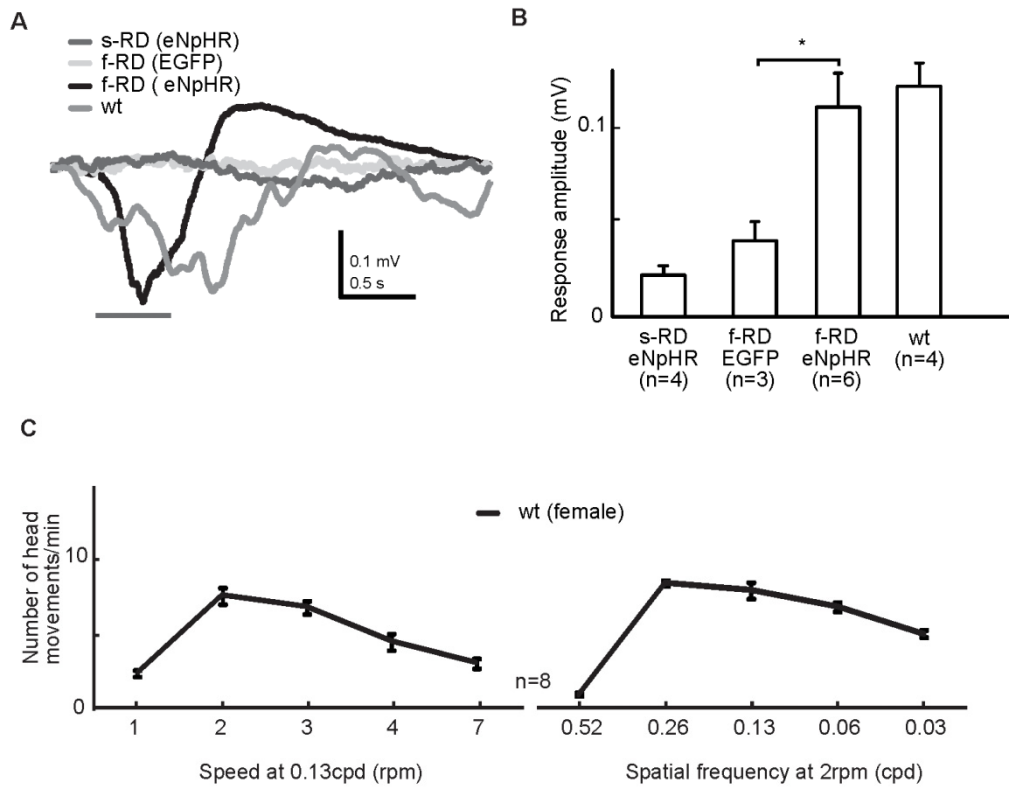 A
s-RD (eNpHR)
f-RD (EGFP)
f-RD ( eNpHR)
wt
0.1 mV
0.5 s
B
*
Response amplitude (mV)
0.1
0
s-RD
eNpHR
(n=4)
f-RD
EGFP
(n=3)
f-RD
eNpHR
(n=6)
wt
(n=4)
C
Number of head
movements/min
10
0
wt (female)
n=8
1 2 3 4 7
Speed at 0.13cpd (rpm)
0.52 0.26 0.13 0.06 0.03
Spatial frequency at 2rpm (cpd)